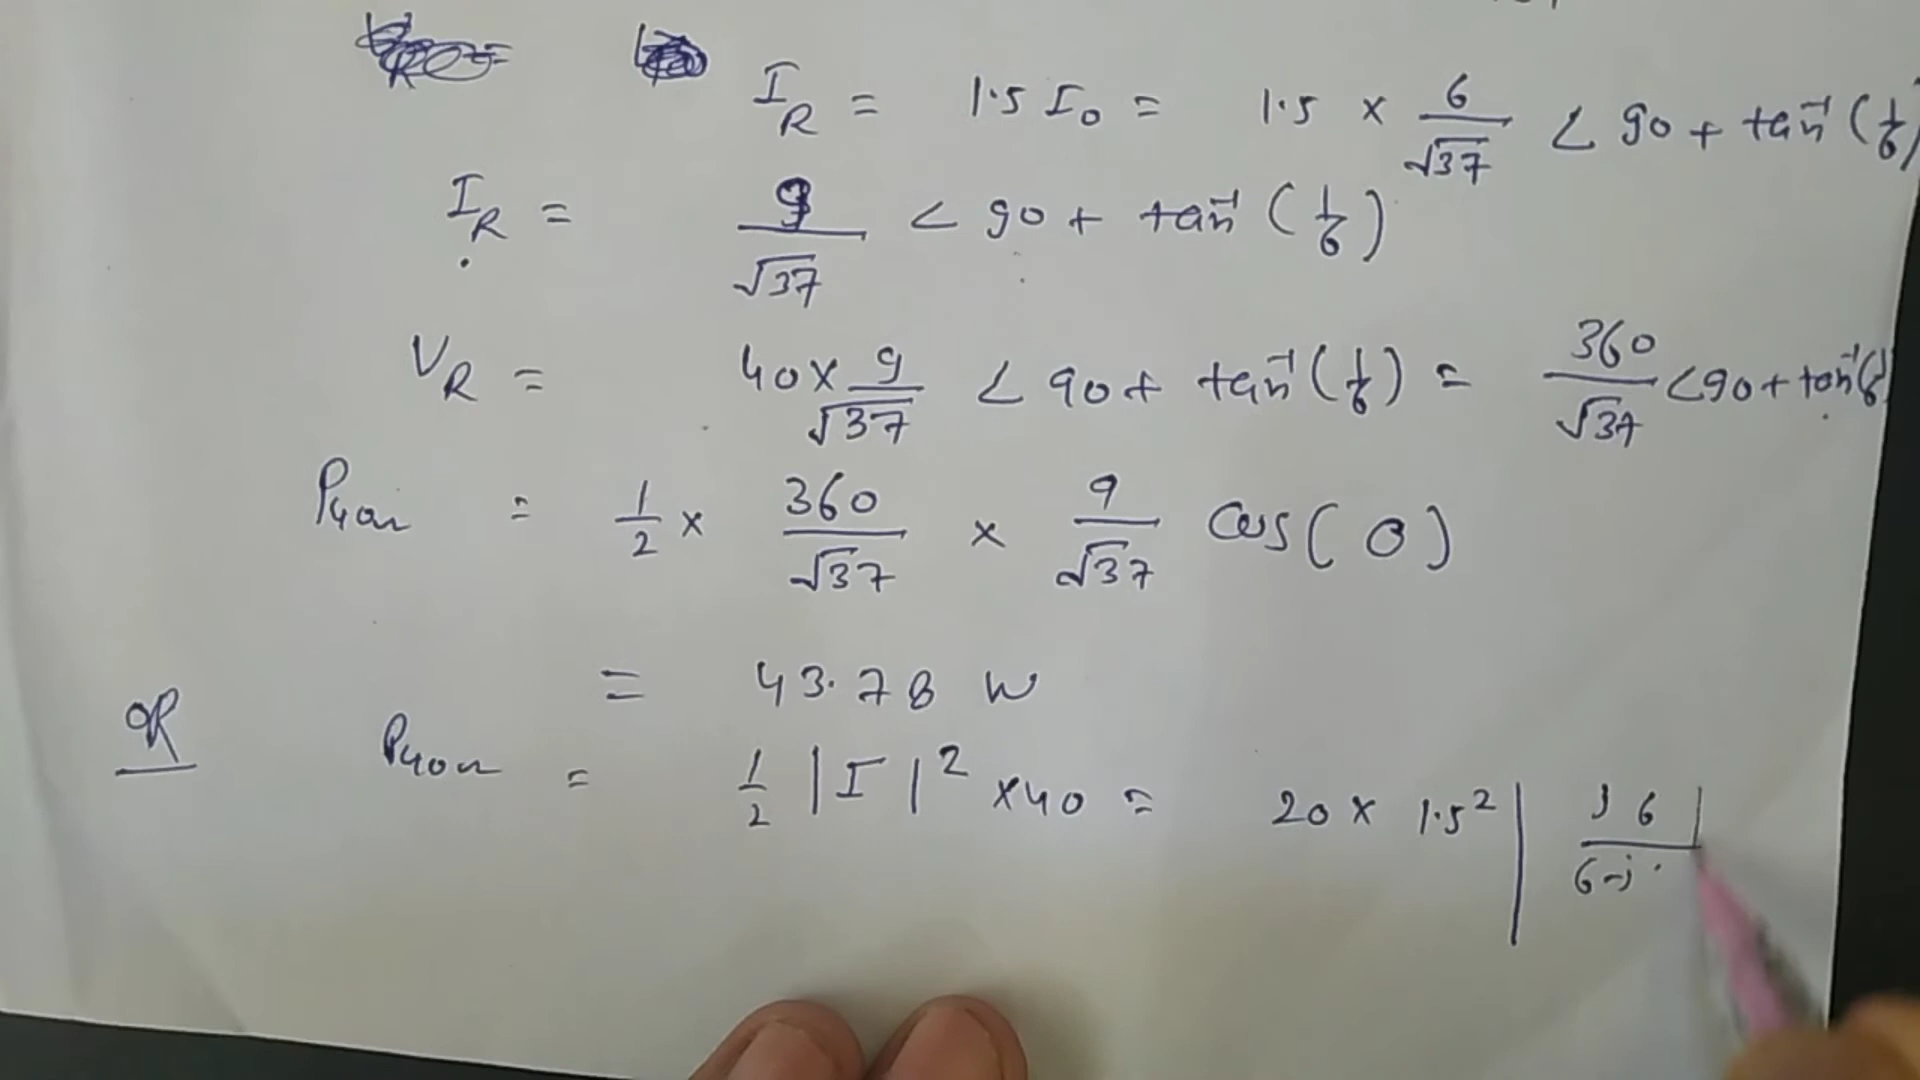 I_R = 1.5 I_0 = 1.5 × 6/√37 ∠ 90 + tan⁻¹(1/6)
I_R = 9/√37 ∠ 90 + tan⁻¹(1/6)
V_R = 40 × 9/√37 ∠ 90 + tan⁻¹(1/6) = 360/√37 ∠90 + tan⁻¹(1/6)
P_40Ω = 1/2 × 360/√37 × 9/√37 cos(0)
= 43.78 W
OR P_40Ω = 1/2 |I|² ×40 = 20 × 1.5² | j6/6-j |